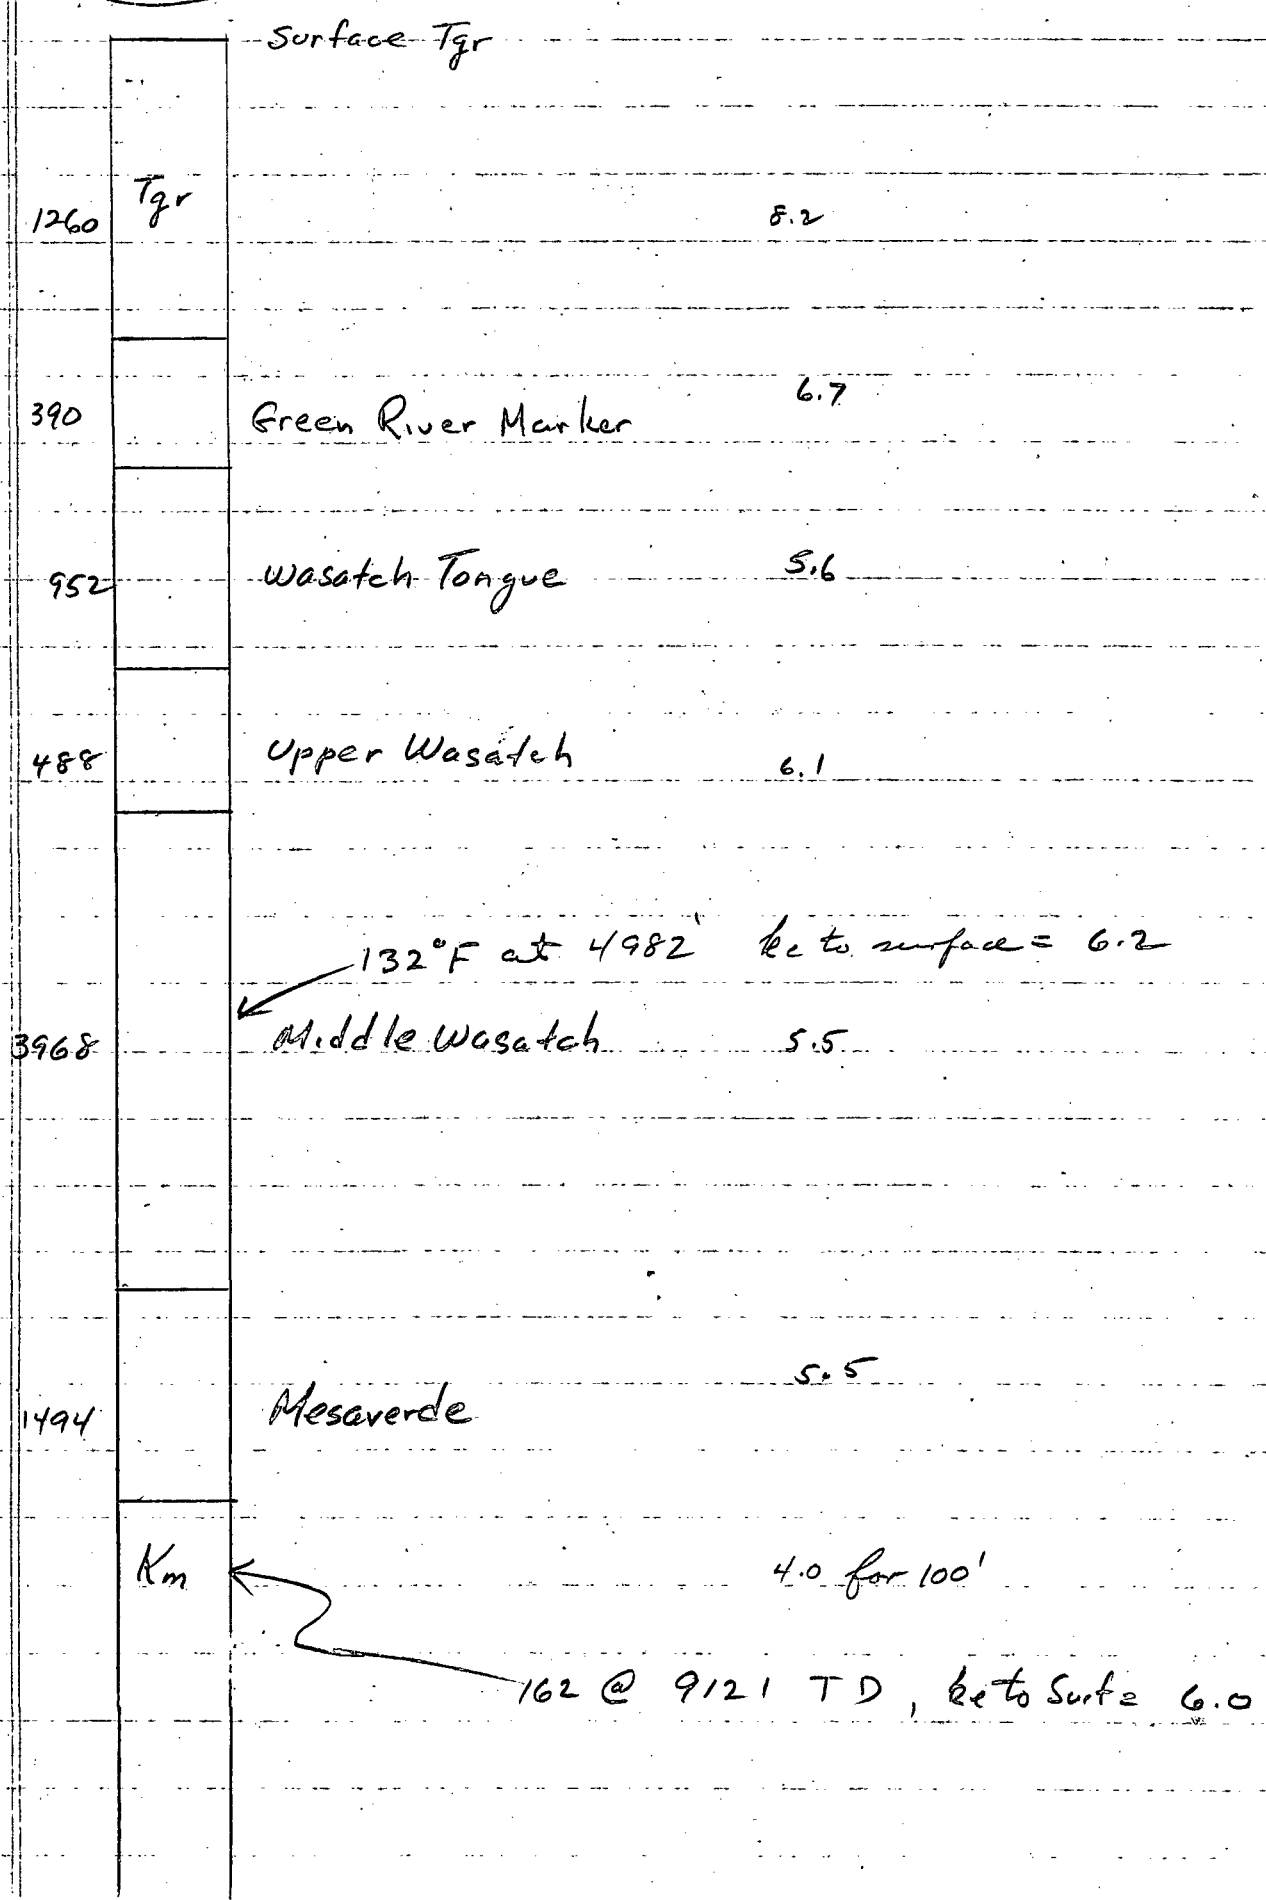 Surface Tgr
1260 Tgr 8.2
390 Green River Marker 6.7
952 Wasatch Tongue 5.6
488 Upper Wasatch 6.1
132°F at 4982' ke to surface = 6.2
3968 Middle Wasatch 5.5
1494 Mesaverde 5.5
Km 4.0 for 100'
162 @ 9121 TD, ke to Surf = 6.0